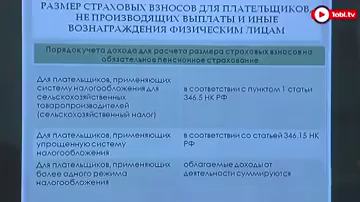 1obl.tv
РАЗМЕР СТРАХОВЫХ ВЗНОСОВ ДЛЯ ПЛАТЕЛЬЩИКОВ,
НЕ ПРОИЗВОДЯЩИХ ВЫПЛАТЫ И ИНЫЕ
ВОЗНАГРАЖДЕНИЯ ФИЗИЧЕСКИМ ЛИЦАМ
Порядок учета дохода для расчета размера страховых взносов на
обязательное пенсионное страхование
Для плательщиков, применяющих
систему налогообложения для
сельскохозяйственных
товаропроизводителей
(сельскохозяйственный налог)
в соответствии с пунктом 1 статьи
346.5 НК РФ
Для плательщиков, применяющих
упрощенную систему
налогообложения
в соответствии со статьей 346.15 НК
РФ
Для плательщиков, применяющих
более одного режима
налогообложения
облагаемые доходы от
деятельности суммируются